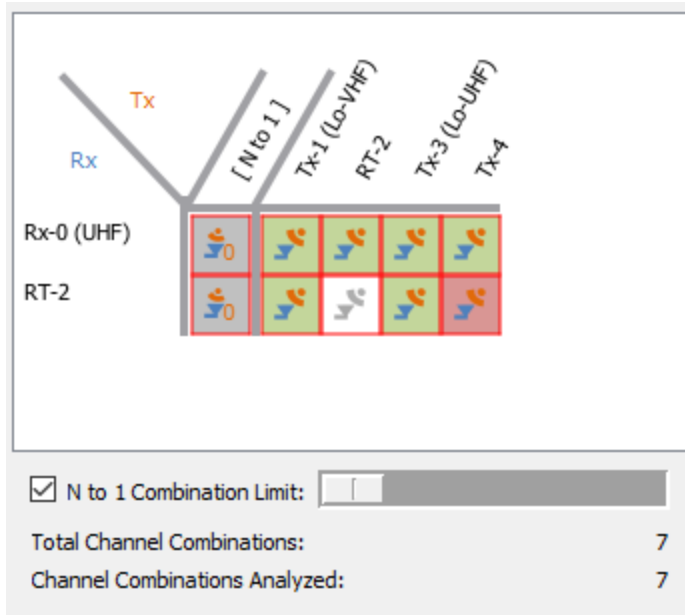 Tx
Rx
[ N to 1 ]
Tx-1 (Lo-VHF)
RT-2
Tx-3 (Lo-UHF)
Tx-4
Rx-0 (UHF)
0
RT-2
0
N to 1 Combination Limit:
Total Channel Combinations: 7
Channel Combinations Analyzed: 7